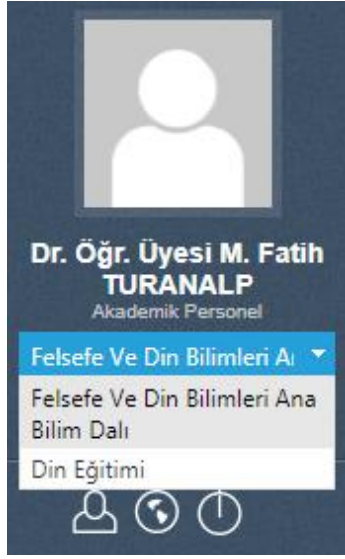 Dr. Öğr. Üyesi M. Fatih
TURANALP
Akademik Personel
Felsefe Ve Din Bilimleri
Felsefe Ve Din Bilimleri Ana
Bilim Dalı
Din Eğitimi